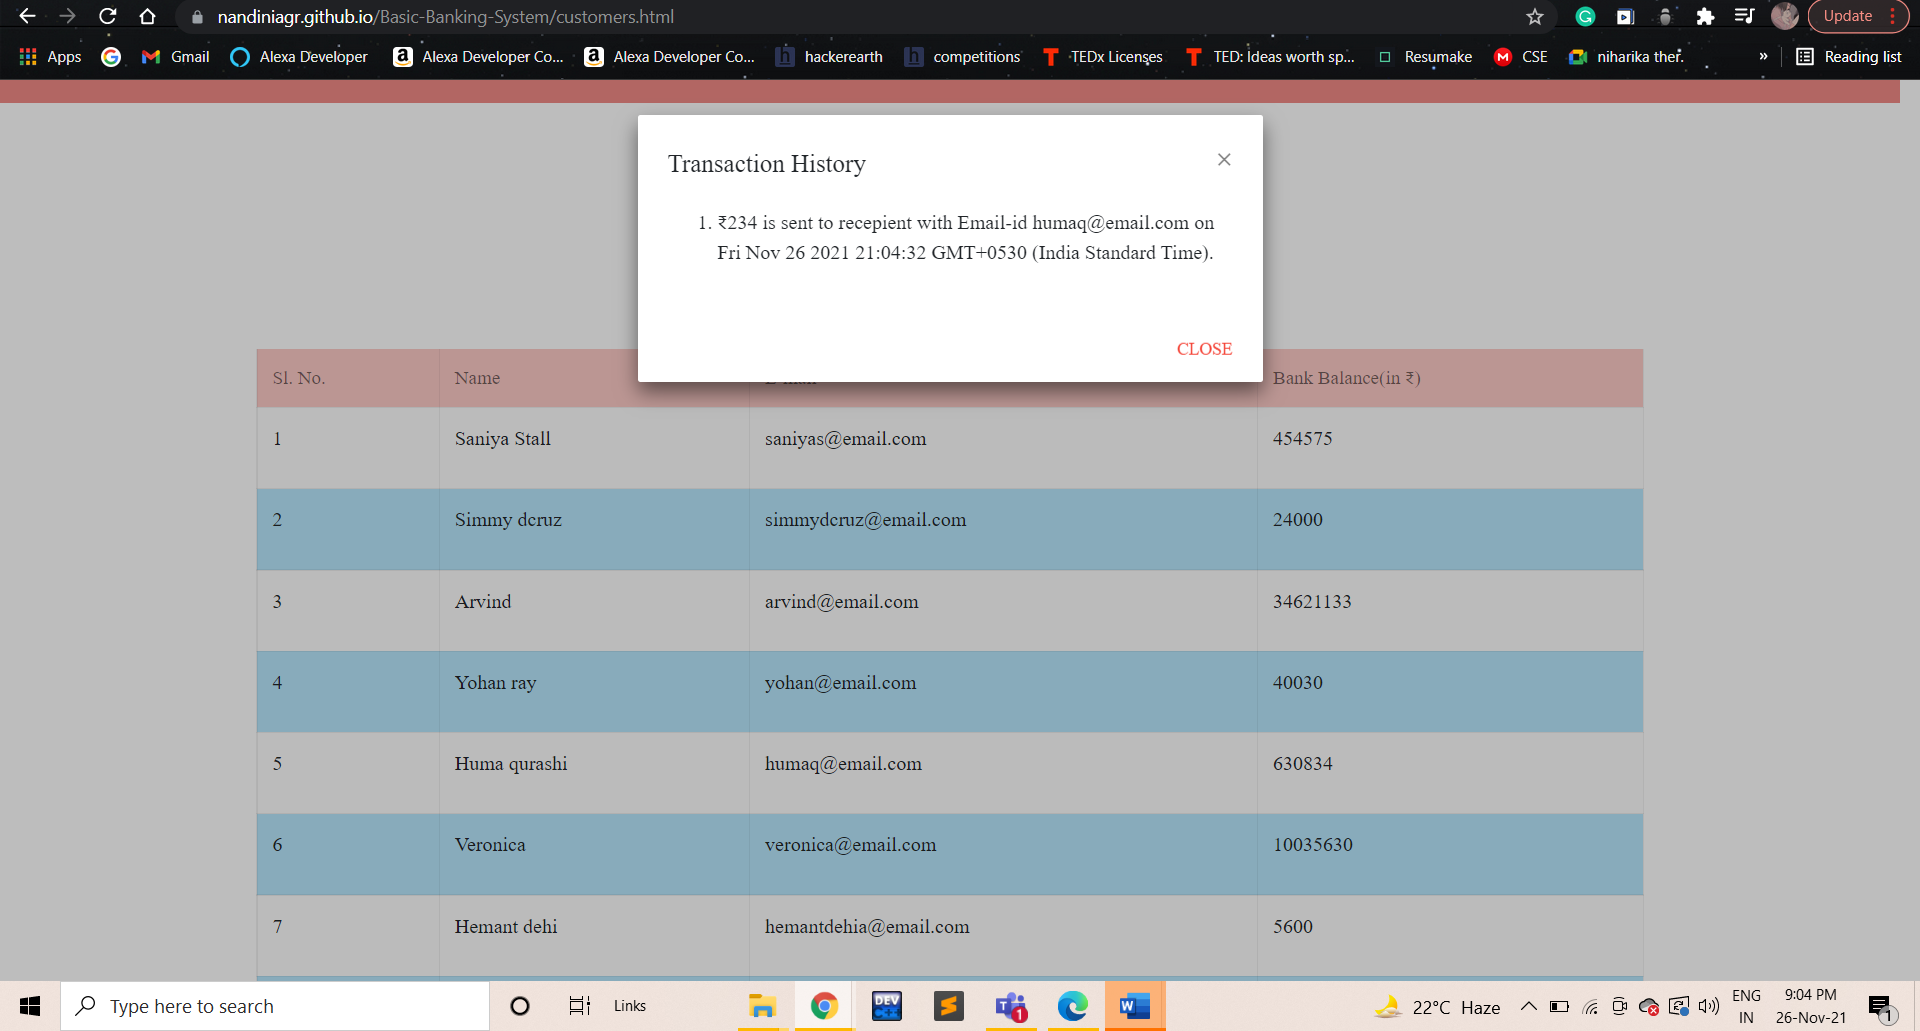 nandiniagr.github.io/Basic-Banking-System/customers.html
Update
Apps
Gmail
Alexa Developer
Alexa Developer Co...
Alexa Developer Co...
hackerearth
competitions
TEDx Licenses
TED: Ideas worth sp...
Resumake
CSE
niharika ther.
»
Reading list
Transaction History
1. ₹234 is sent to recepient with Email-id humaq@email.com on
Fri Nov 26 2021 21:04:32 GMT+0530 (India Standard Time).
CLOSE
Sl. No. Name Bank Balance(in ₹)
1 Saniya Stall saniyas@email.com 454575
2 Simmy dcruz simmydcruz@email.com 24000
3 Arvind arvind@email.com 34621133
4 Yohan ray yohan@email.com 40030
5 Huma qurashi humaq@email.com 630834
6 Veronica veronica@email.com 10035630
7 Hemant dehi hemantdehia@email.com 5600
Type here to search
Links
DEV C++
1
22°C Haze
ENG
IN
9:04 PM
26-Nov-21
1